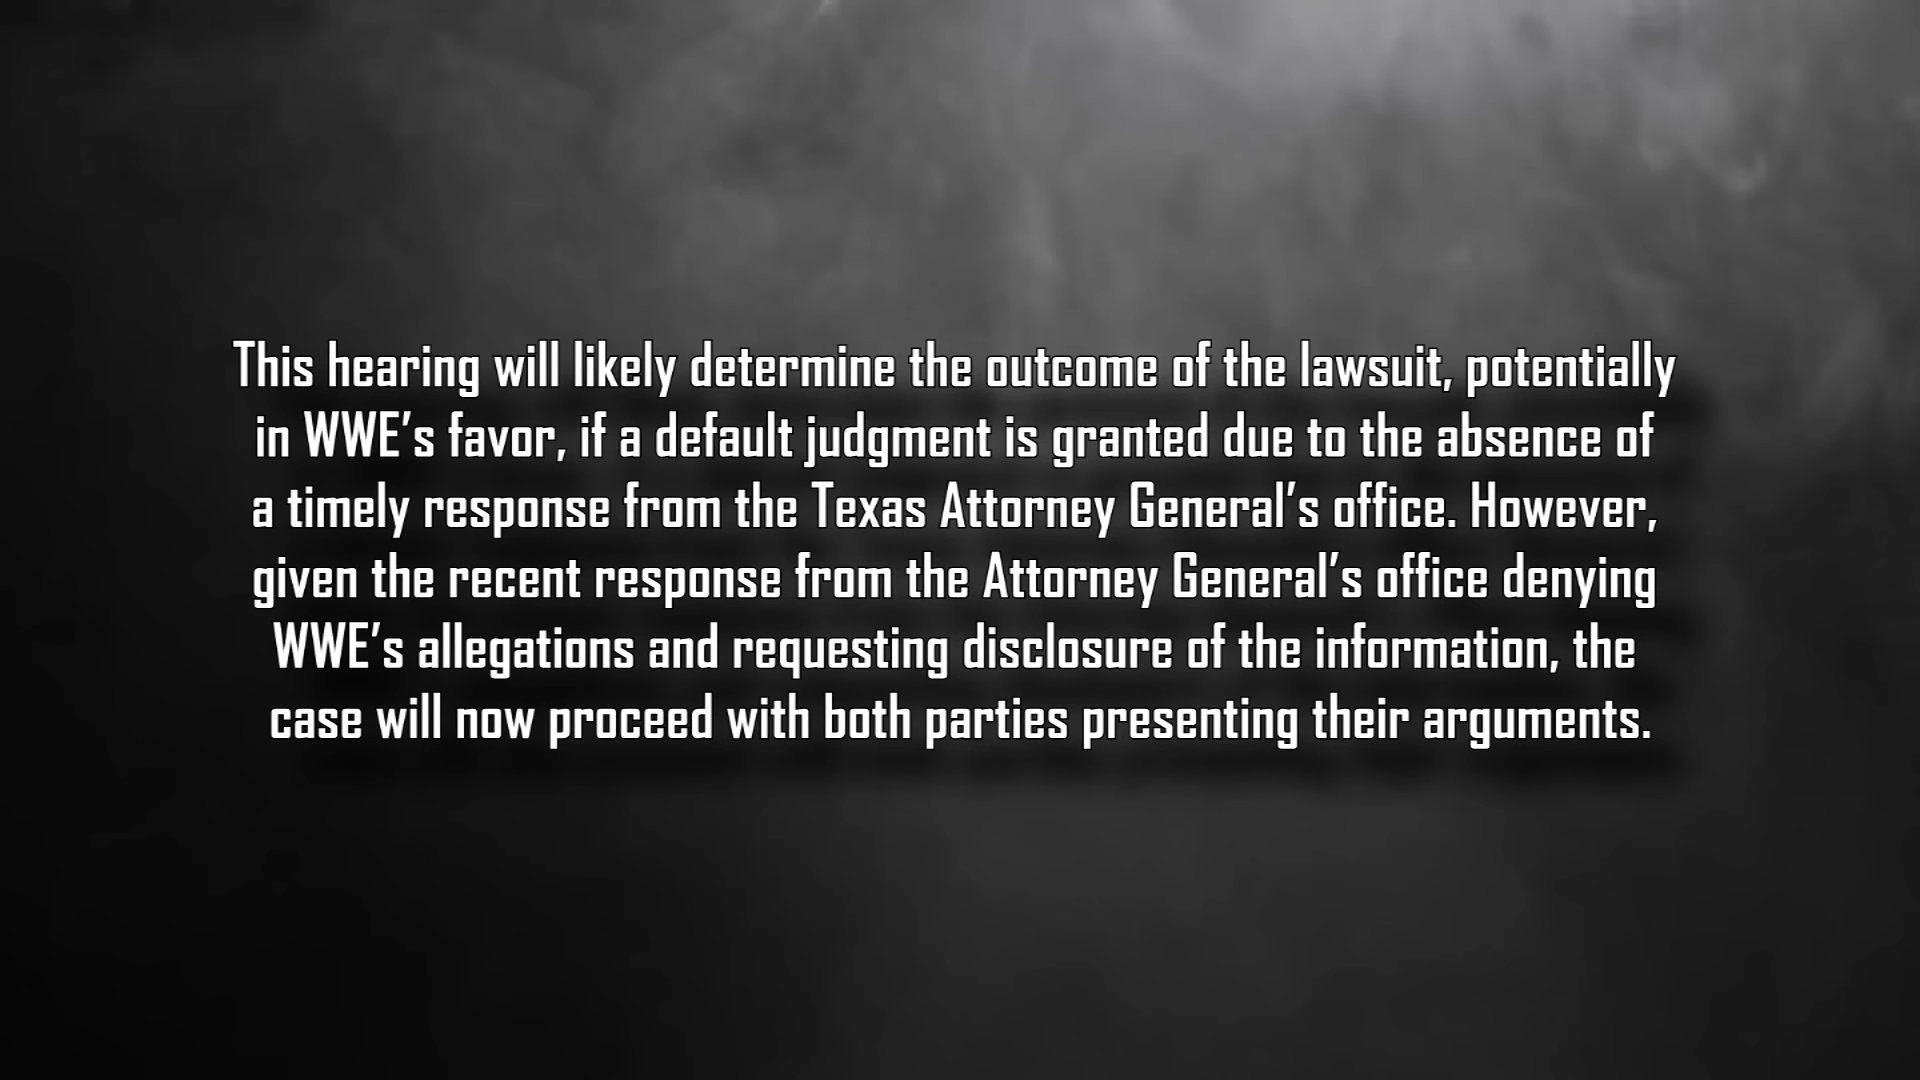 This hearing will likely determine the outcome of the lawsuit, potentially
in WWE’s favor, if a default judgment is granted due to the absence of
a timely response from the Texas Attorney General’s office. However,
given the recent response from the Attorney General’s office denying
WWE’s allegations and requesting disclosure of the information, the
case will now proceed with both parties presenting their arguments.